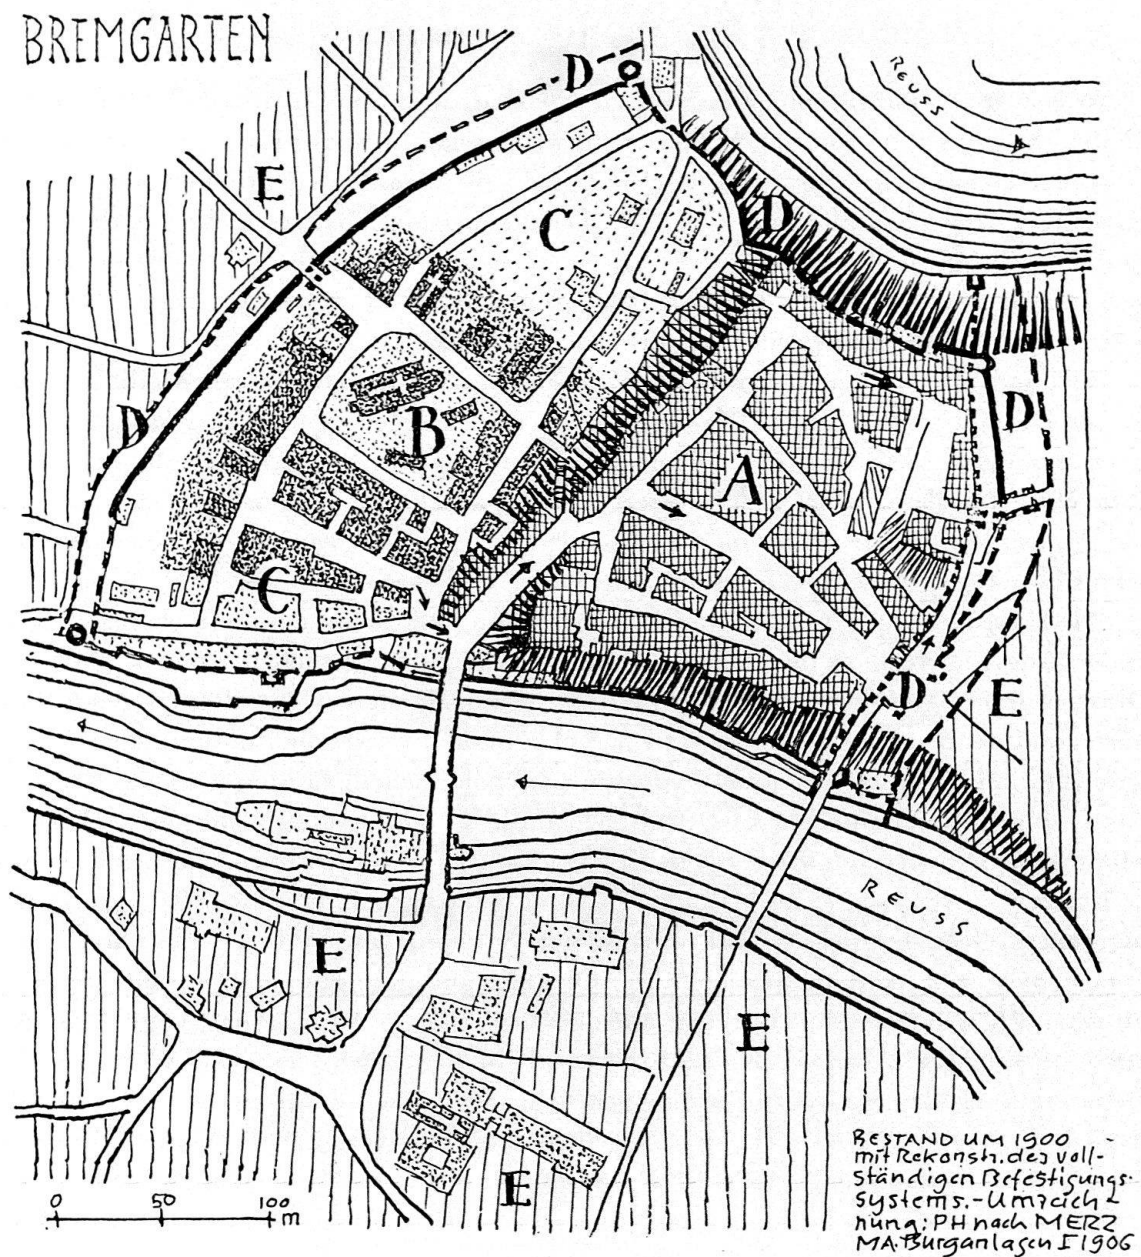 BREMGARTEN
D
REUSS
E
C
D
D
D
B
A
C
D
E
REUSS
E
E
E
0 50 100 m
BESTAND UM 1900 -
mit Rekonstr. des voll-
ständigen Befestigungs-
systems. - Umzeich-
nung: PH nach MERZ
MA. Burganlagen I 1906